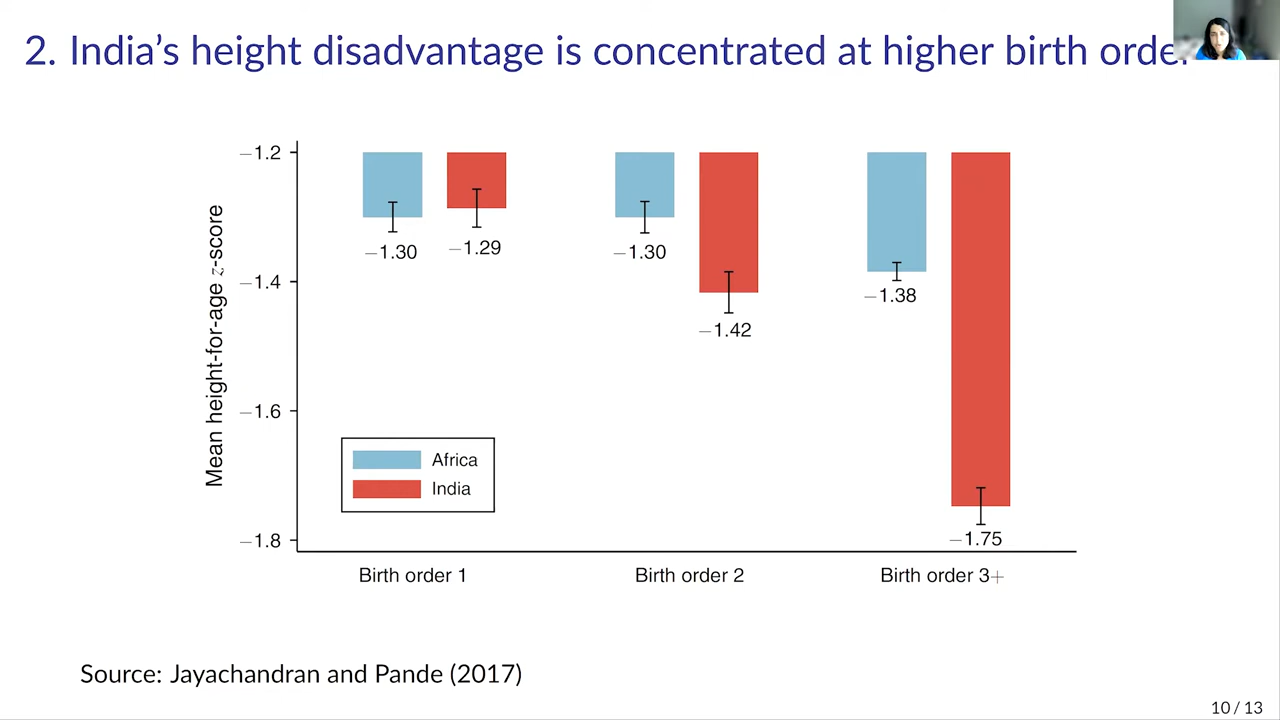 2. India's height disadvantage is concentrated at higher birth order
−1.2
−1.4
−1.6
−1.8
Mean height-for-age z-score
−1.30
−1.29
−1.30
−1.42
−1.38
−1.75
Africa
India
Birth order 1
Birth order 2
Birth order 3+
Source: Jayachandran and Pande (2017)
10 / 13